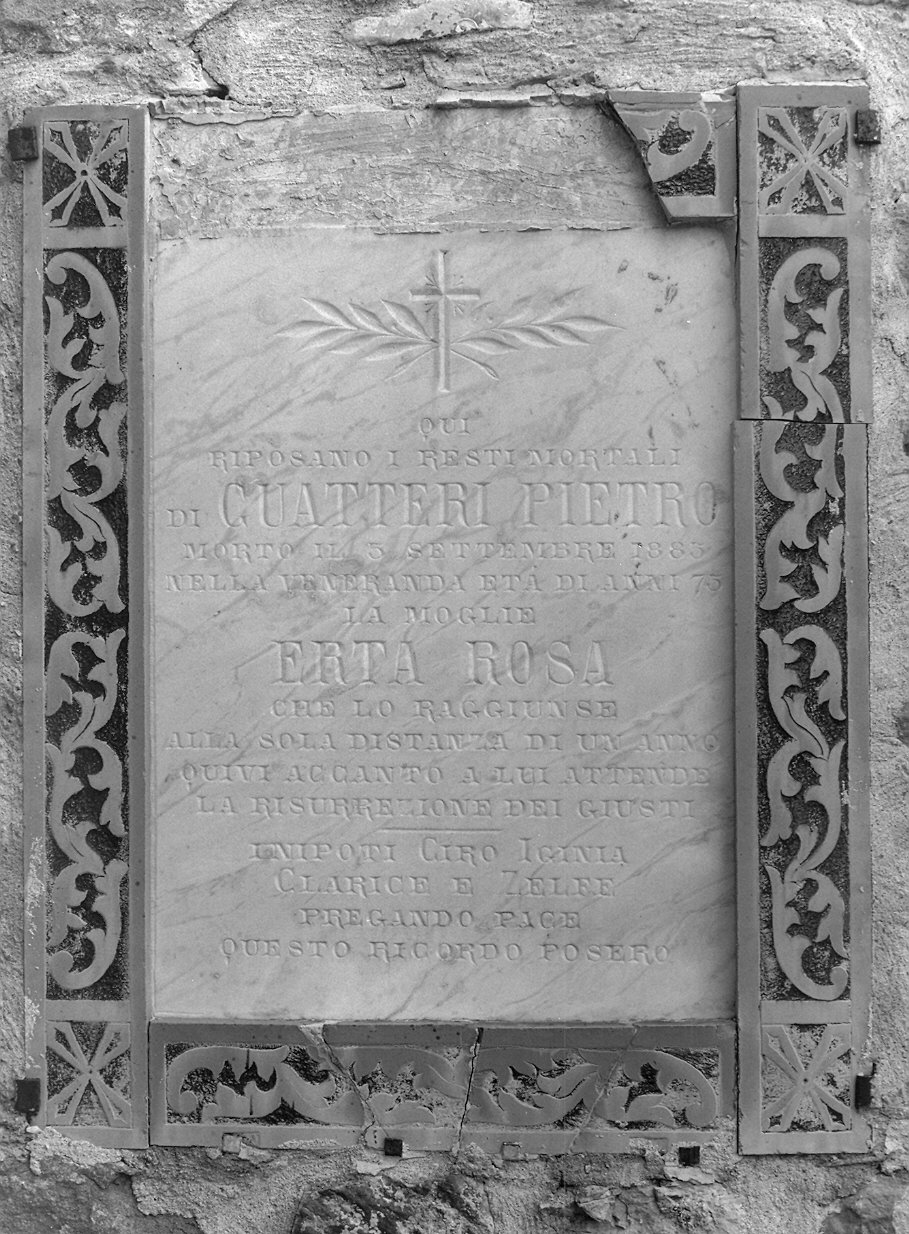 QUI
RIPOSANO I RESTI MORTALI
DI GUATTERI PIETRO
MORTO IL 3 SETTEMBRE 1883
NELLA VENERANDA ETÀ DI ANNI 73
LA MOGLIE
ERTA ROSA
CHE LO RAGGIUNSE
ALLA SOLA DISTANZA DI UN ANNO
QUIVI ACCANTO A LUI ATTENDE
LA RISURREZIONE DEI GIUSTI
I NIPOTI CIRO IGINIA
CLARICE E ZELFE
PREGANDO PACE
QUESTO RICORDO POSERO